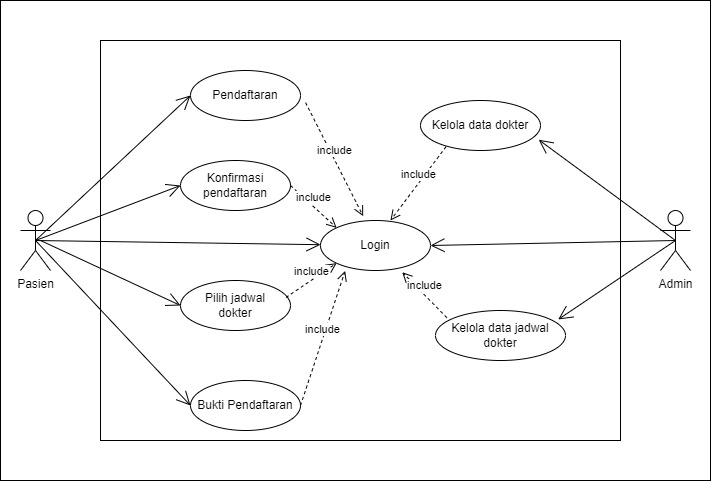 Pendaftaran
Kelola data dokter
include
include
Konfirmasi
pendaftaran
include
Login
Pasien
Admin
include
include
Pilih jadwal
dokter
include
Kelola data jadwal
dokter
Bukti Pendaftaran